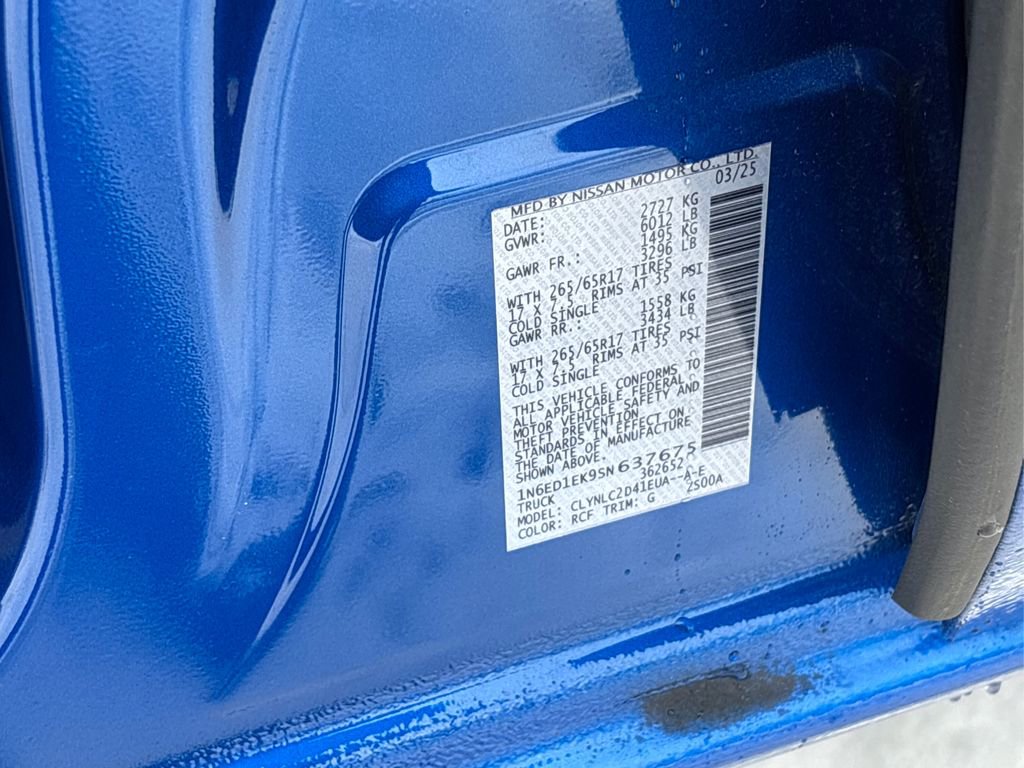 MFD BY NISSAN MOTOR CO., LTD.
DATE: 03/25
GVWR: 2727 KG
6012 LB
GAWR FR.: 1495 KG
3296 LB
WITH 265/65R17 TIRES
17 X 7.5 RIMS AT 35 PSI
COLD SINGLE
GAWR RR.: 1558 KG
3434 LB
WITH 265/65R17 TIRES
17 X 7.5 RIMS AT 35 PSI
COLD SINGLE
THIS VEHICLE CONFORMS TO
ALL APPLICABLE FEDERAL
MOTOR VEHICLE SAFETY AND
THEFT PREVENTION
STANDARDS IN EFFECT ON
THE DATE OF MANUFACTURE
SHOWN ABOVE.
1N6ED1EK9SN637675
TRUCK 362652
MODEL: CLYNLC2D41EUA--A-E
COLOR: RCF TRIM: G 2S00A